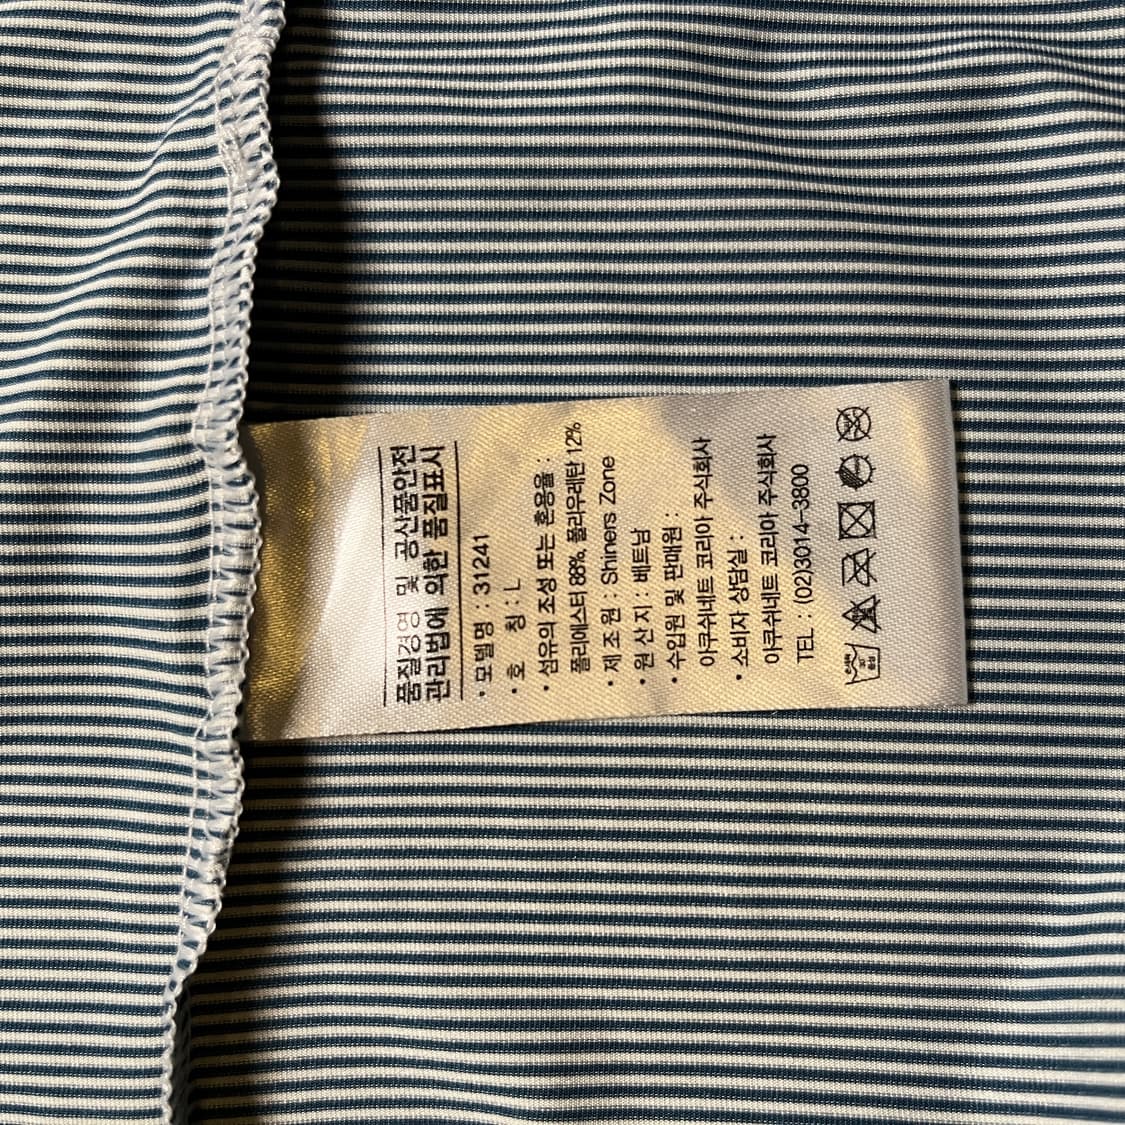 품질경영 및 공산품안전
관리법에 의한 품질표시
· 모델명 : 31241
· 호 칭 : L
· 섬유의 조성 또는 혼용율 :
폴리에스터 88%, 폴리우레탄 12%
· 제 조 원 : Shiners Zone
· 원 산 지 : 베트남
· 수입원 및 판매원 :
아쿠쉬네트 코리아 주식회사
· 소비자 상담실 :
아쿠쉬네트 코리아 주식회사
TEL : (02)3014-3800